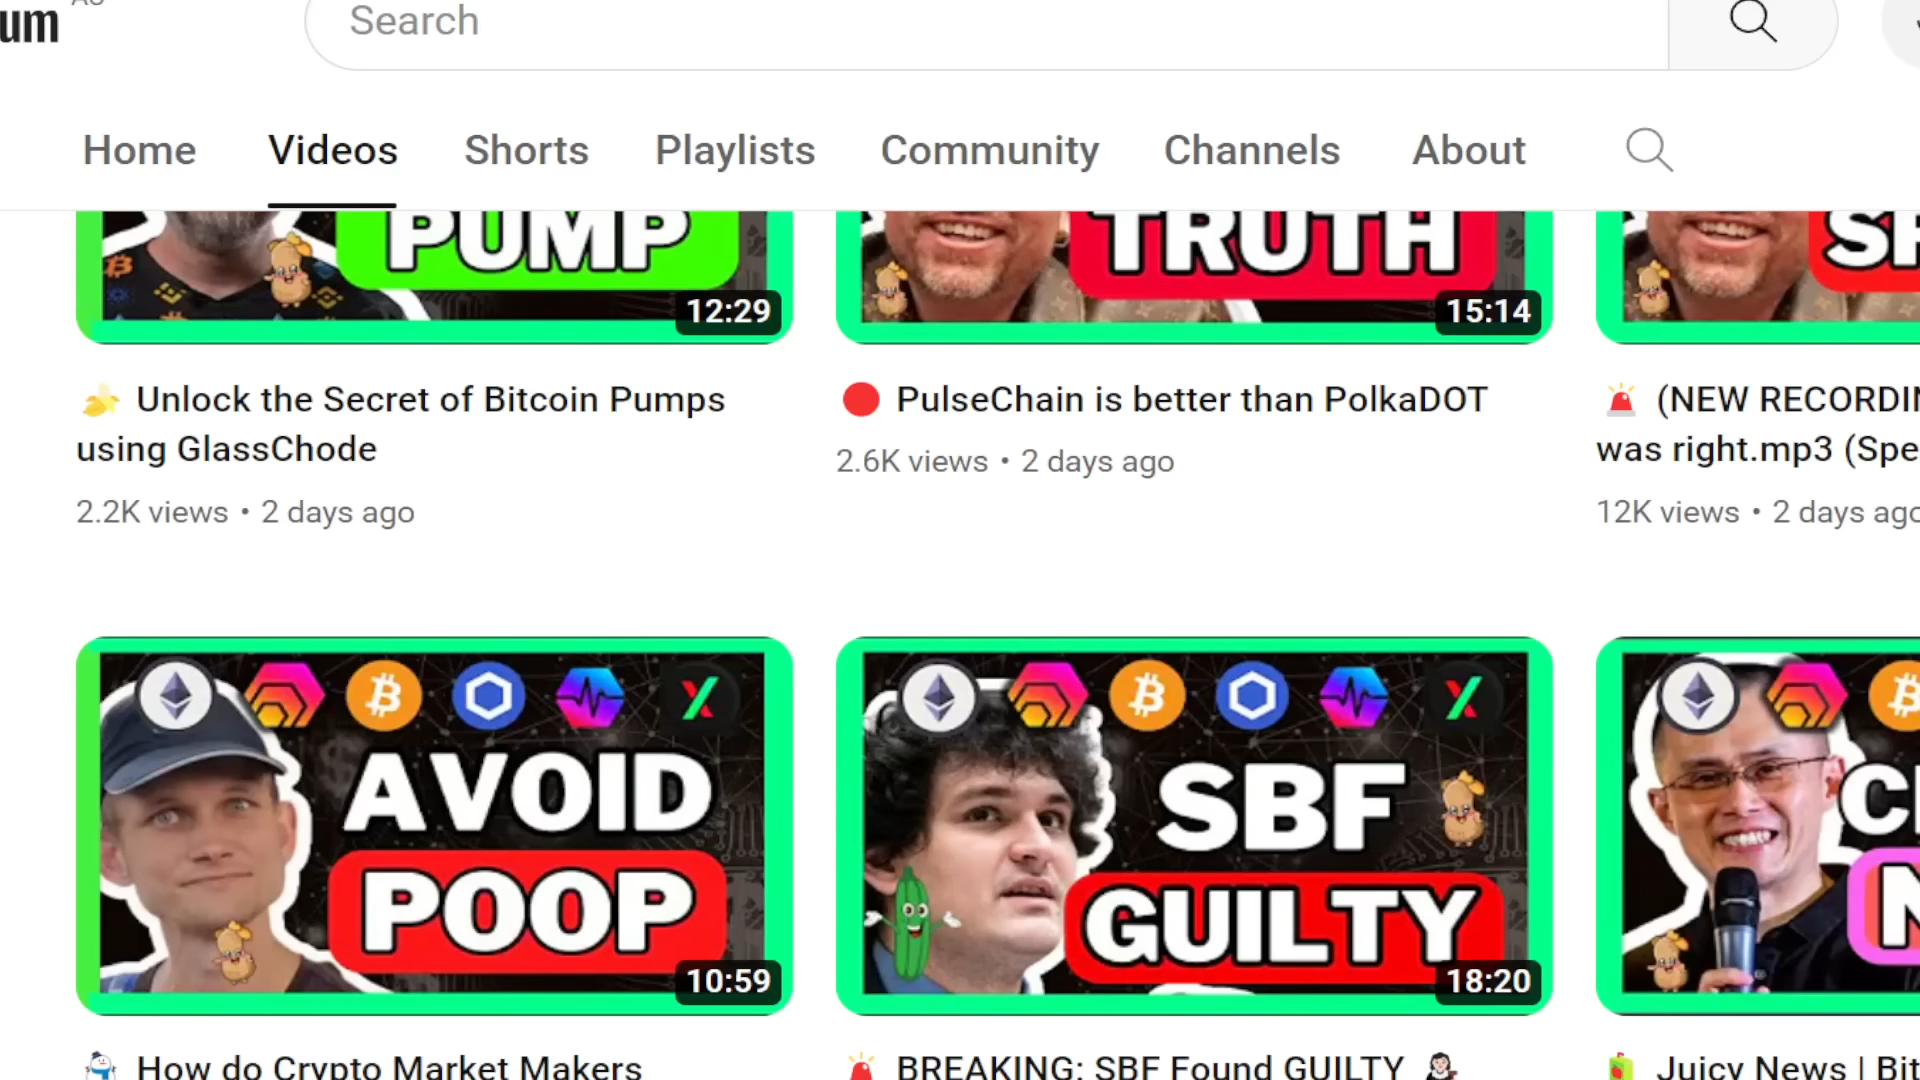 um
Search
Home Videos Shorts Playlists Community Channels About
PUMP
12:29
TRUTH
15:14
Unlock the Secret of Bitcoin Pumps
using GlassChode
2.2K views • 2 days ago
PulseChain is better than PolkaDOT
2.6K views • 2 days ago
(NEW RECORDIN
was right.mp3 (Spe
12K views • 2 days ago
AVOID
POOP
10:59
SBF
GUILTY
18:20
How do Crypto Market Makers
BREAKING: SBF Found GUILTY
Juicy News | Bit